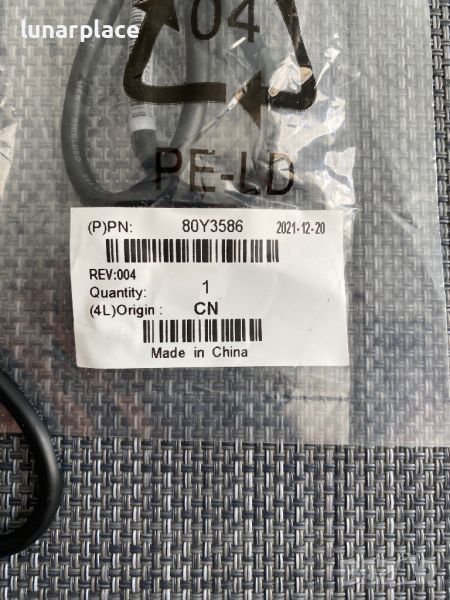 lunarplace
04
PE-LD
(P)PN: 80Y3586 2021-12-20
REV:004
Quantity: 1
(4L)Origin : CN
Made in China